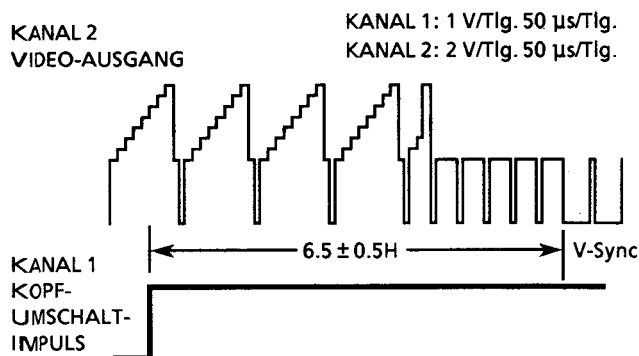 KANAL 2
VIDEO-AUSGANG
KANAL 1: 1 V/Tlg. 50 µs/Tlg.
KANAL 2: 2 V/Tlg. 50 µs/Tlg.
6.5 ± 0.5H
V-Sync
KANAL 1
KOPF-
UMSCHALT-
IMPULS